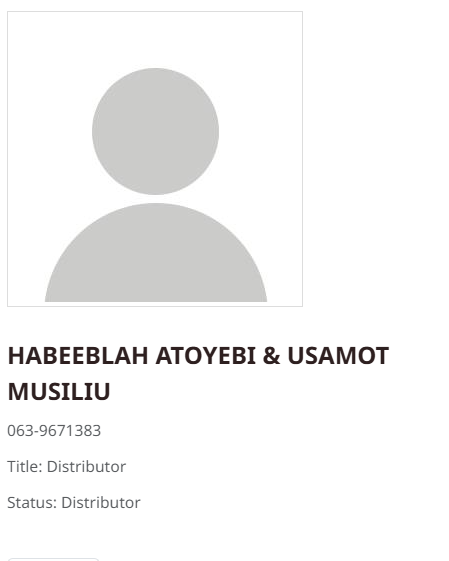 HABEEBLAH ATOYEBI & USAMOT
MUSILIU
063-9671383
Title: Distributor
Status: Distributor